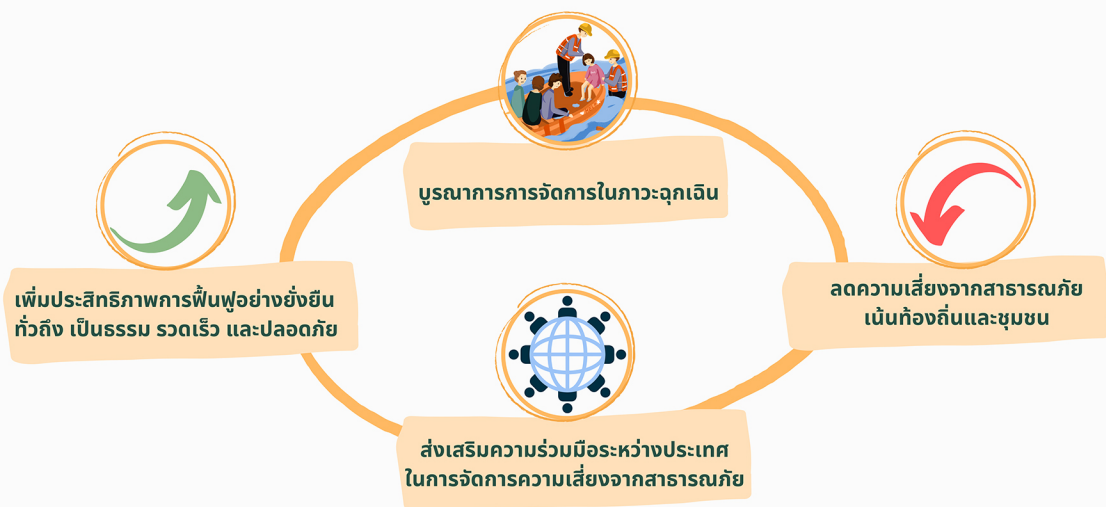 บูรณาการการจัดการในภาวะฉุกเฉิน
เพิ่มประสิทธิภาพการฟื้นฟูอย่างยั่งยืน
ทั่วถึง เป็นธรรม รวดเร็ว และปลอดภัย
ลดความเสี่ยงจากสาธารณภัย
เน้นท้องถิ่นและชุมชน
ส่งเสริมความร่วมมือระหว่างประเทศ
ในการจัดการความเสี่ยงจากสาธารณภัย